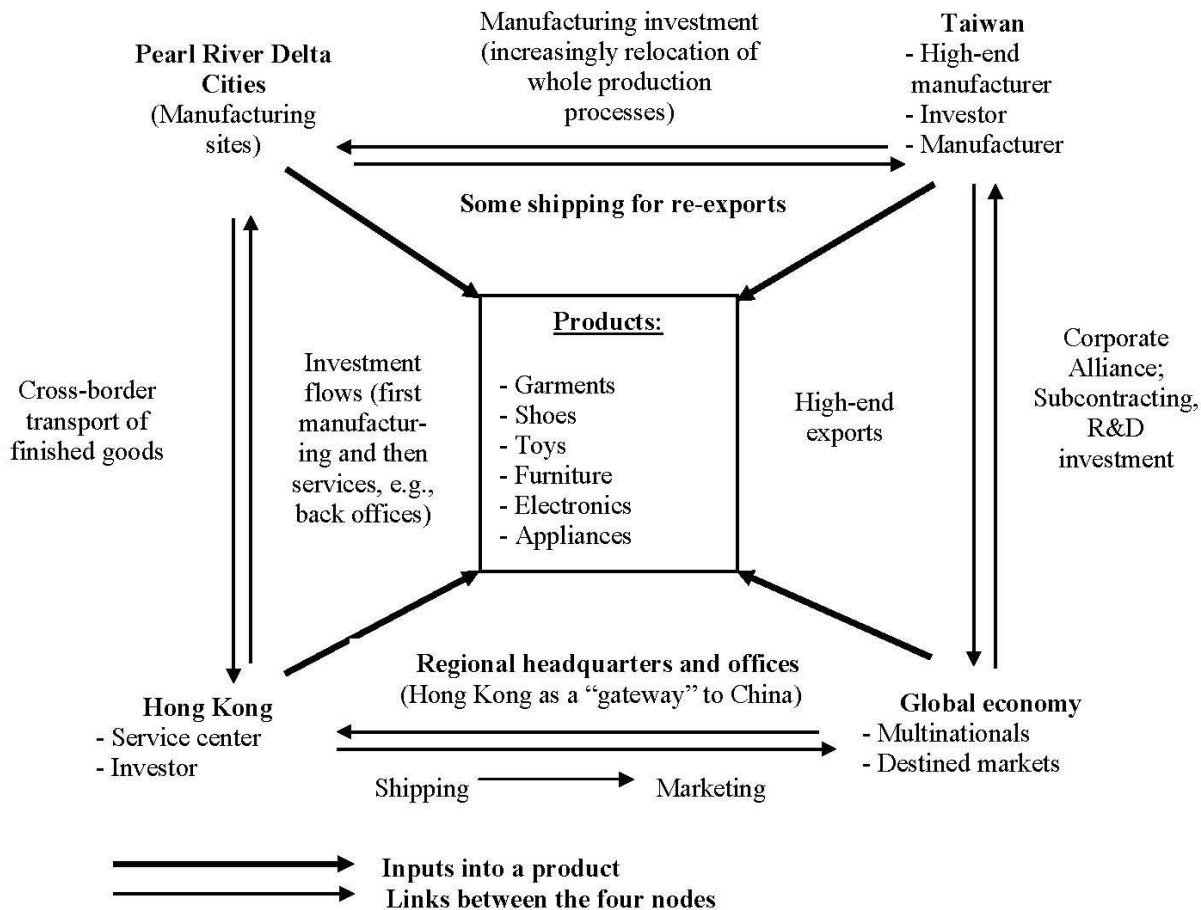 Manufacturing investment
(increasingly relocation of
whole production
processes)
Pearl River Delta
Cities
(Manufacturing
sites)
Taiwan
- High-end
manufacturer
- Investor
- Manufacturer
Some shipping for re-exports
Products:
- Garments
- Shoes
- Toys
- Furniture
- Electronics
- Appliances
Cross-border
transport of
finished goods
Investment
flows (first
manufactur-
ing and then
services, e.g.,
back offices)
High-end
exports
Corporate
Alliance;
Subcontracting,
R&D
investment
Regional headquarters and offices
(Hong Kong as a “gateway” to China)
Hong Kong
- Service center
- Investor
Global economy
- Multinationals
- Destined markets
Shipping
Marketing
Inputs into a product
Links between the four nodes